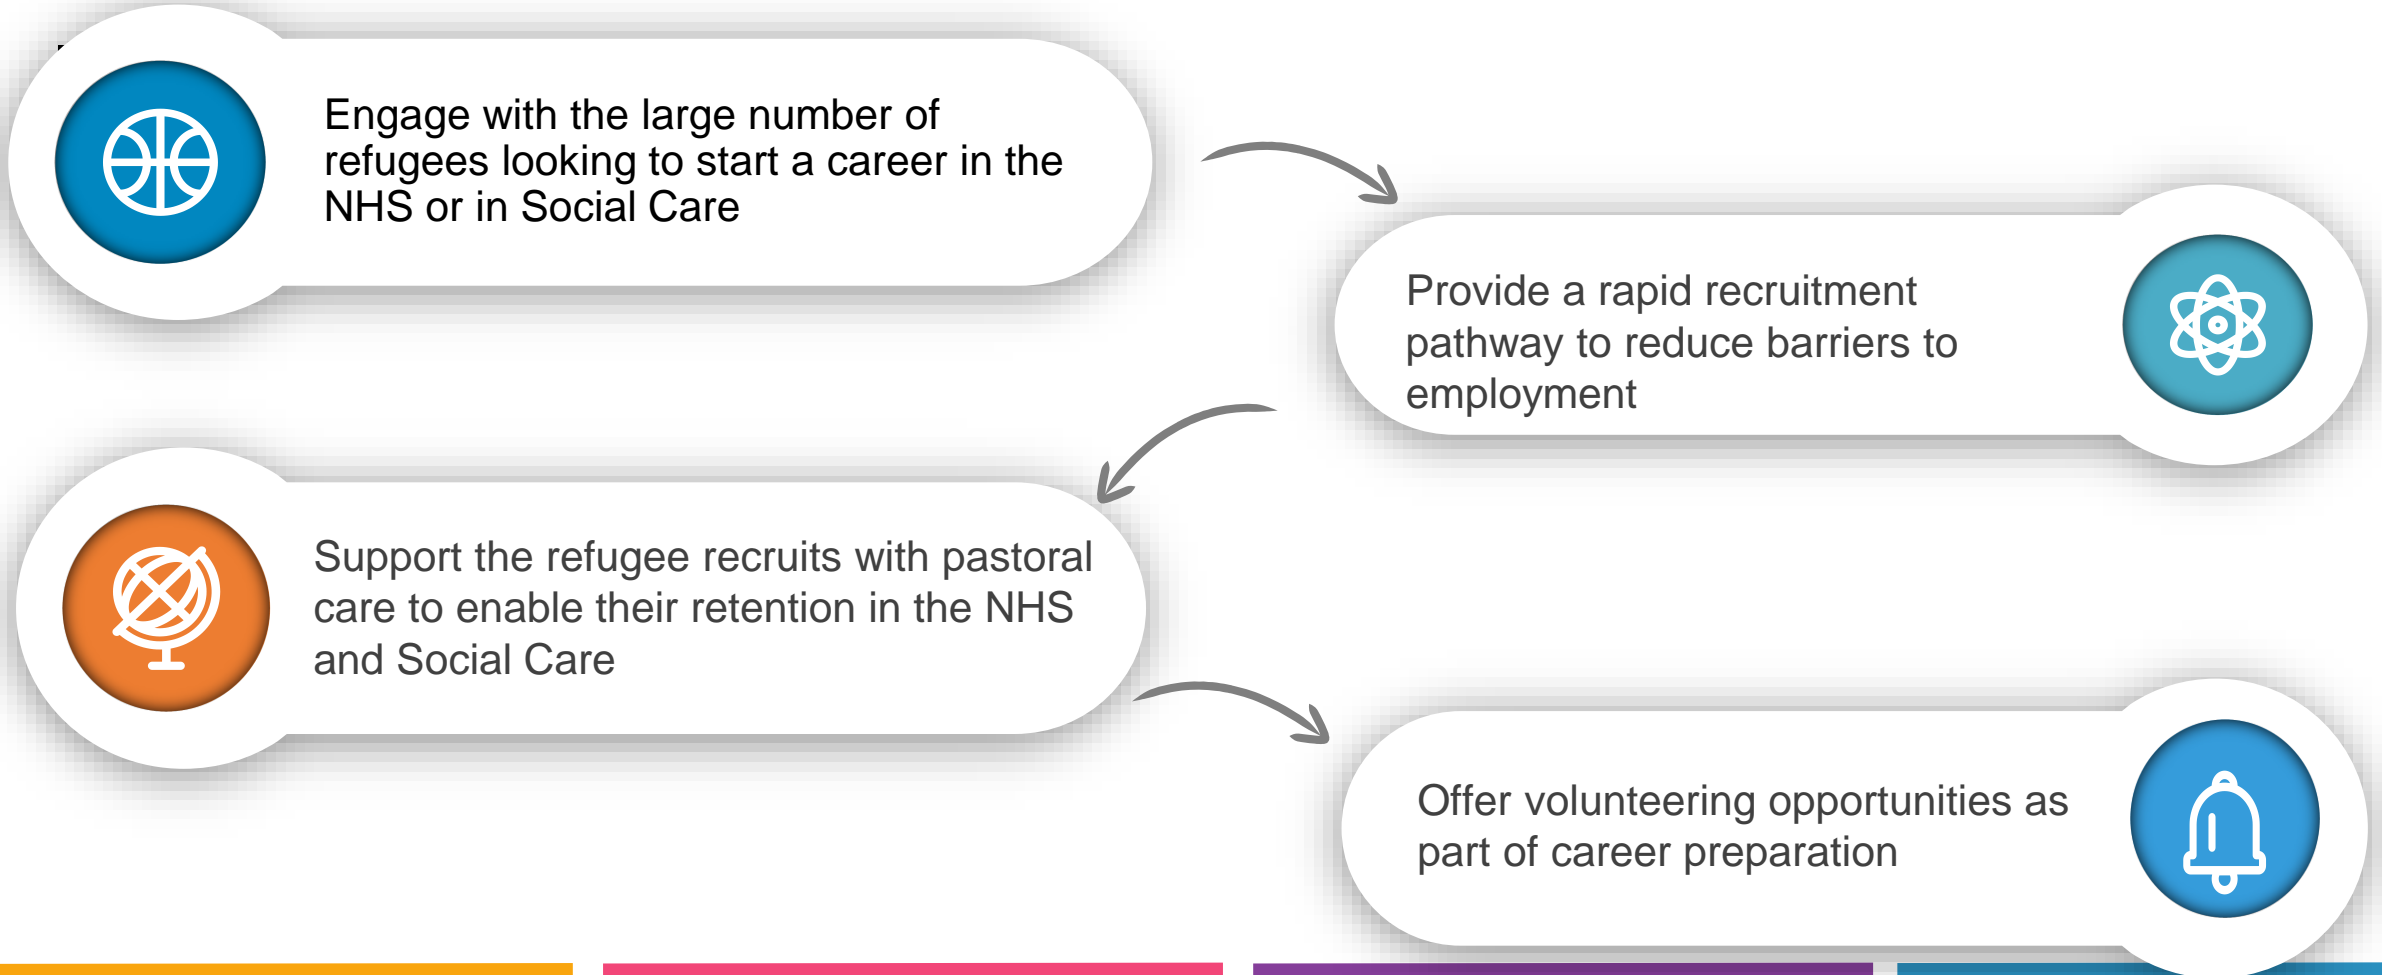 Engage with the large number of
refugees looking to start a career in the
NHS or in Social Care
Provide a rapid recruitment
pathway to reduce barriers to
employment
Support the refugee recruits with pastoral
care to enable their retention in the NHS
and Social Care
Offer volunteering opportunities as
part of career preparation